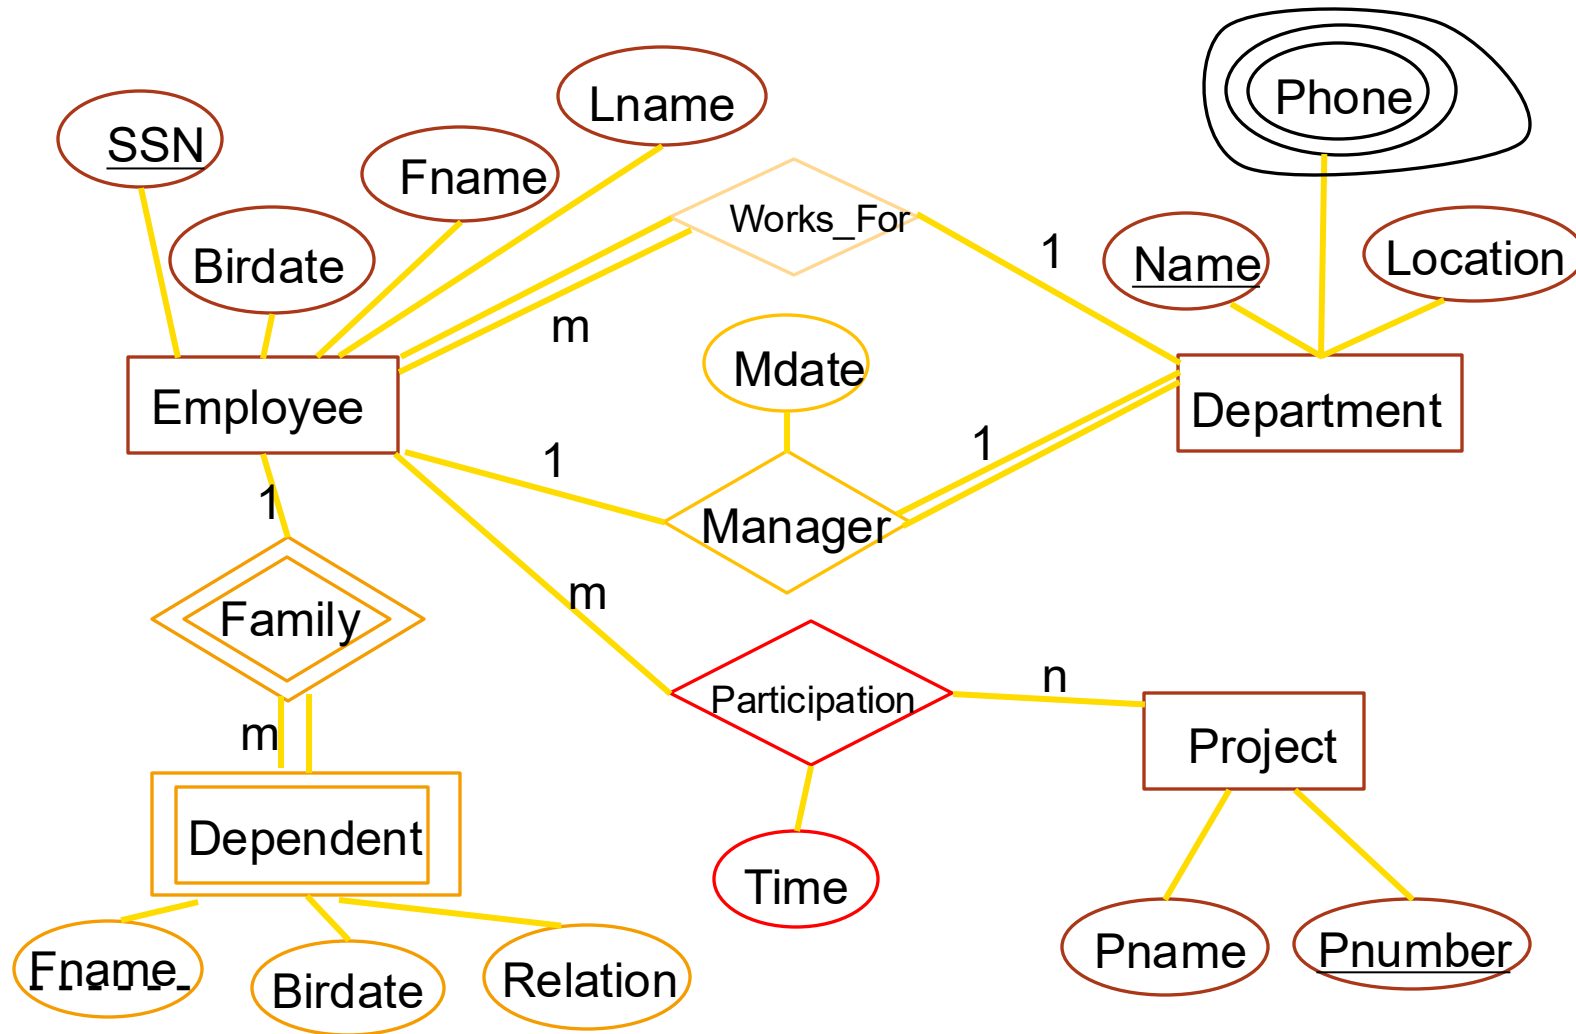 Lname
Phone
SSN
Fname
Works_For
1
Name
Location
Birdate
m
Mdate
Employee
Department
1
1
1
Manager
m
Family
n
Participation
m
Project
Dependent
Time
Fname
Birdate
Relation
Pname
Pnumber